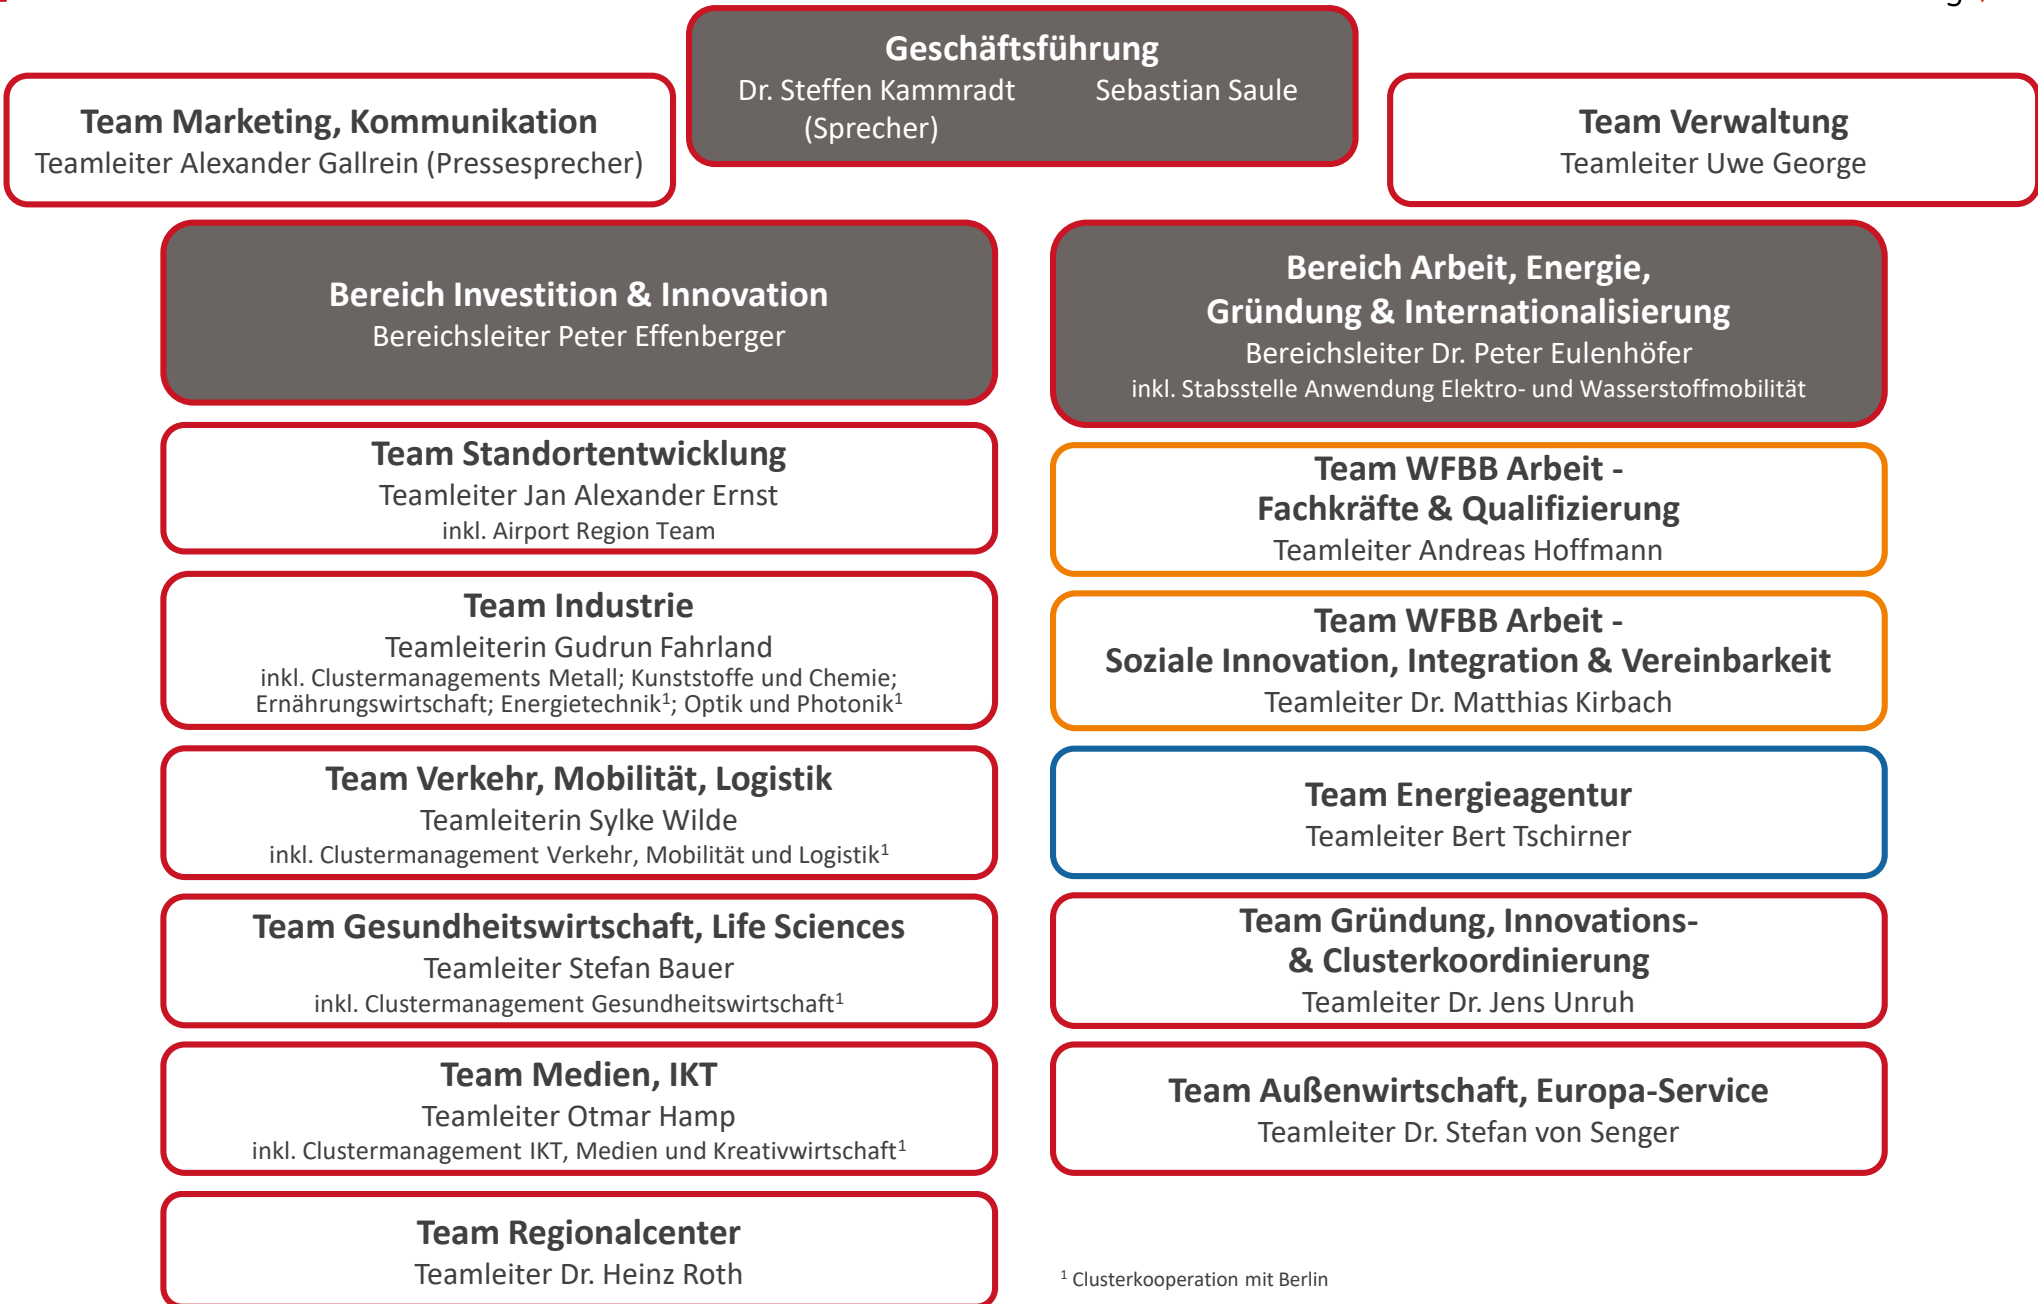 Geschäftsführung
Dr. Steffen Kammradt Sebastian Saule
(Sprecher)
Team Marketing, Kommunikation
Teamleiter Alexander Gallrein (Pressesprecher)
Team Verwaltung
Teamleiter Uwe George
Bereich Investition & Innovation
Bereichsleiter Peter Effenberger
Team Standortentwicklung
Teamleiter Jan Alexander Ernst
inkl. Airport Region Team
Team Industrie
Teamleiterin Gudrun Fahrland
inkl. Clustermanagements Metall; Kunststoffe und Chemie;
Ernährungswirtschaft; Energietechnik¹; Optik und Photonik¹
Team Verkehr, Mobilität, Logistik
Teamleiterin Sylke Wilde
inkl. Clustermanagement Verkehr, Mobilität und Logistik¹
Team Gesundheitswirtschaft, Life Sciences
Teamleiter Stefan Bauer
inkl. Clustermanagement Gesundheitswirtschaft¹
Team Medien, IKT
Teamleiter Otmar Hamp
inkl. Clustermanagement IKT, Medien und Kreativwirtschaft¹
Team Regionalcenter
Teamleiter Dr. Heinz Roth
Bereich Arbeit, Energie,
Gründung & Internationalisierung
Bereichsleiter Dr. Peter Eulenhöfer
inkl. Stabsstelle Anwendung Elektro- und Wasserstoffmobilität
Team WFBB Arbeit -
Fachkräfte & Qualifizierung
Teamleiter Andreas Hoffmann
Team WFBB Arbeit -
Soziale Innovation, Integration & Vereinbarkeit
Teamleiter Dr. Matthias Kirbach
Team Energieagentur
Teamleiter Bert Tschirner
Team Gründung, Innovations-
& Clusterkoordinierung
Teamleiter Dr. Jens Unruh
Team Außenwirtschaft, Europa-Service
Teamleiter Dr. Stefan von Senger
¹ Clusterkooperation mit Berlin